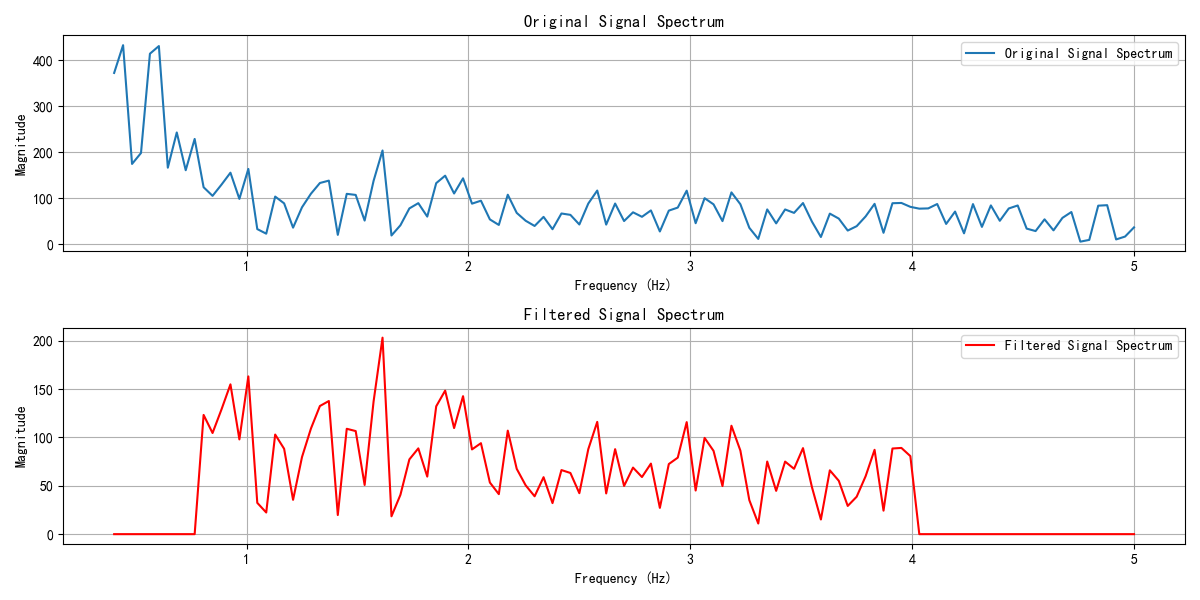 Original Signal Spectrum
Original Signal Spectrum
400
300
200
100
0
Magnitude
1 2 3 4 5
Frequency (Hz)
Filtered Signal Spectrum
Filtered Signal Spectrum
200
150
100
50
0
Magnitude
1 2 3 4 5
Frequency (Hz)